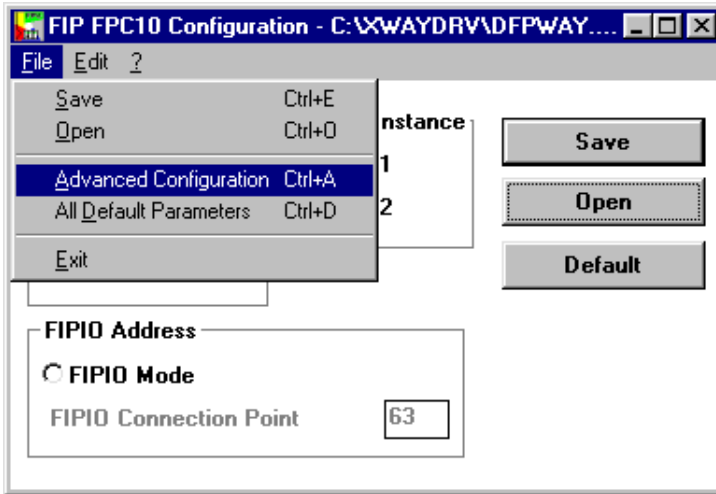 FIP FPC10 Configuration - C:\XWAYDRV\DFPWAY....
File Edit ?
Save Ctrl+E
Open Ctrl+O
Advanced Configuration Ctrl+A
All Default Parameters Ctrl+D
Exit
nstance
1
2
Save
Open
Default
FIPIO Address
FIPIO Mode
FIPIO Connection Point 63